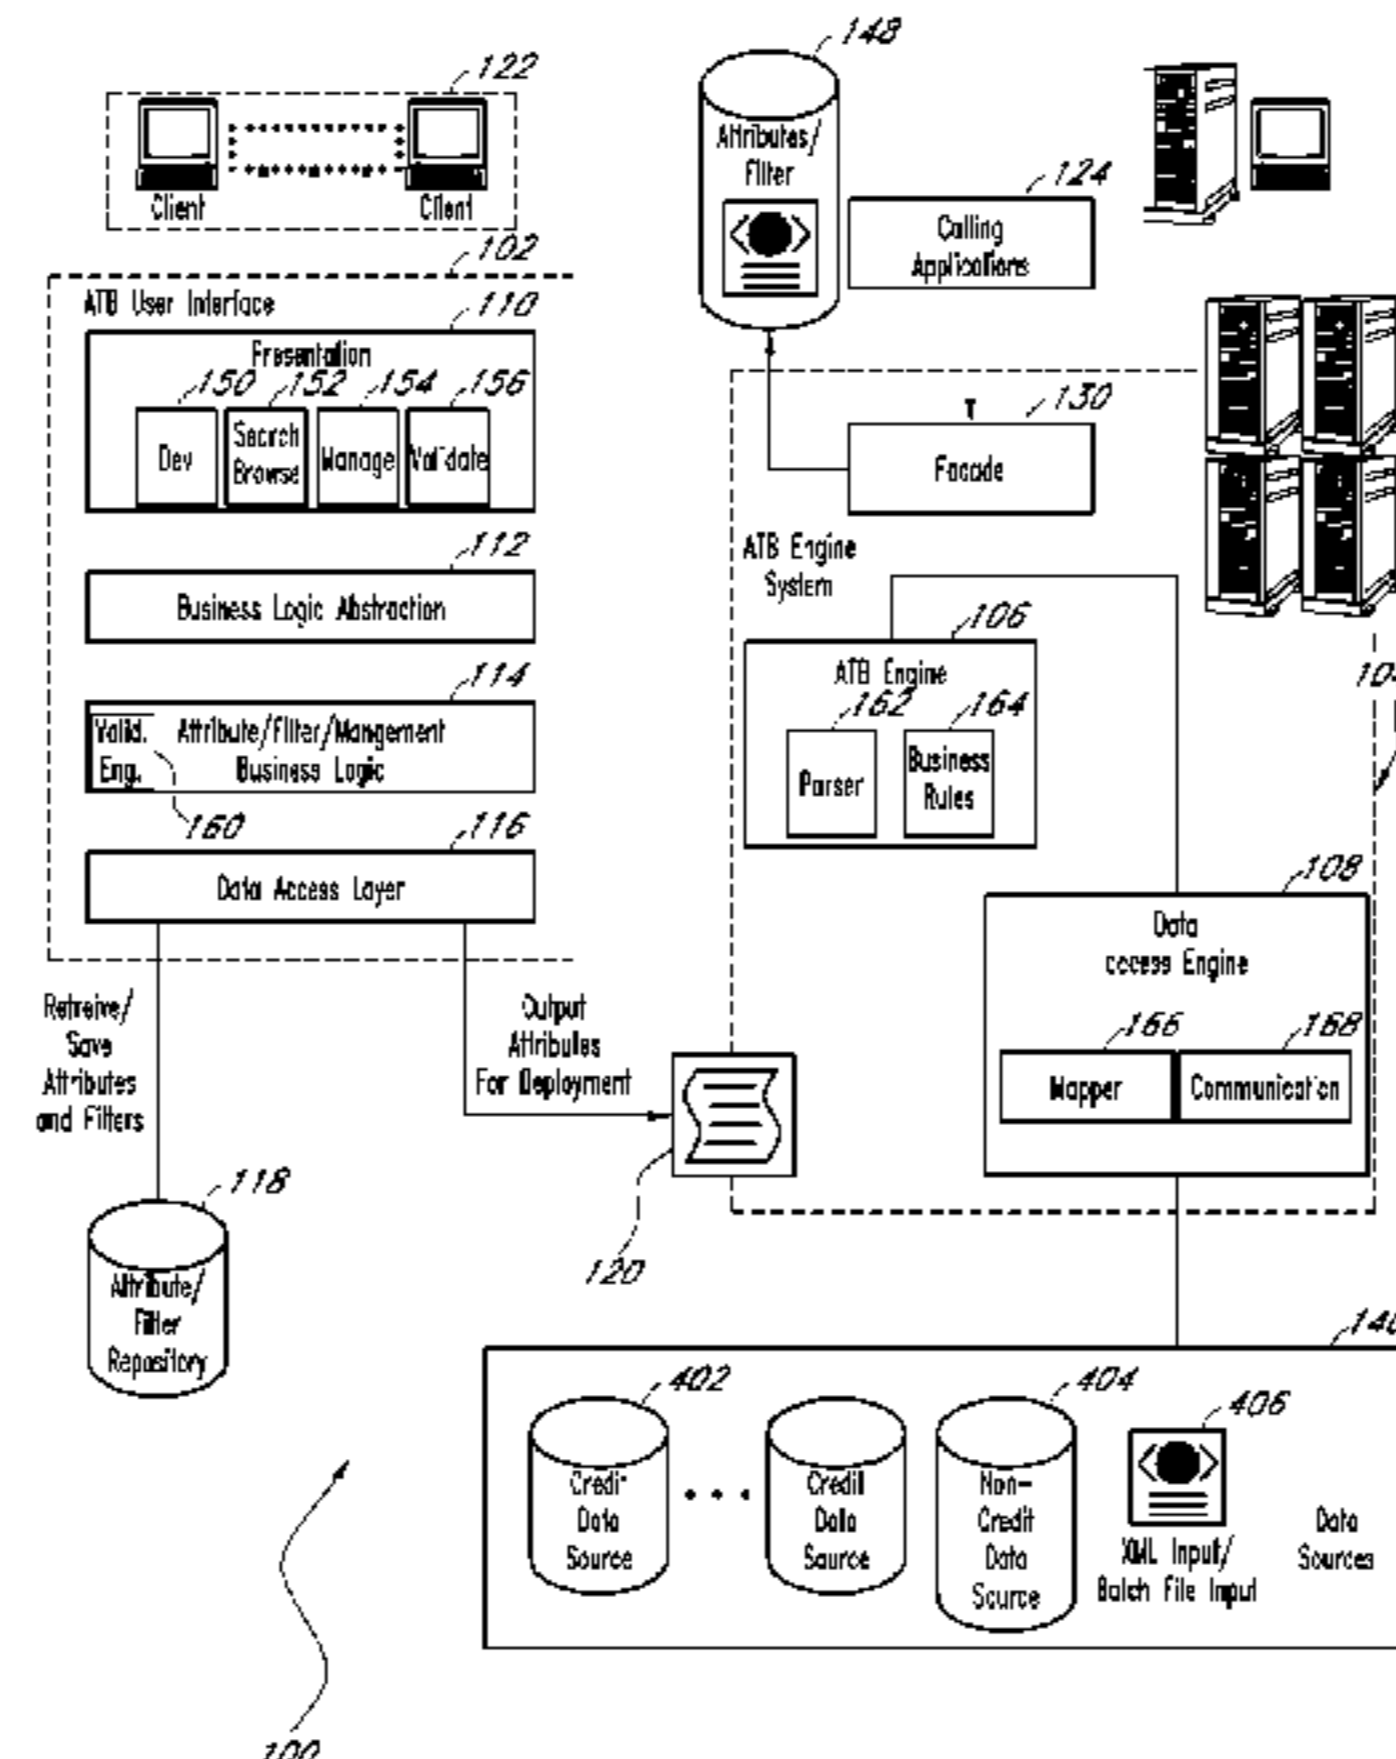 148
122
Attributes/
Filter
Client
Client
124
Calling
Applications
102
ATB User Interface
110
Presentation
150
152
154
156
Dev
Search
Browse
Manage
Validate
130
Facade
ATB Engine
System
112
Business Logic Abstraction
106
ATB Engine
162
164
Parser
Business
Rules
114
Valid.
Eng.
Attribute/Filter/Mangement
Business Logic
160
116
Data Access Layer
108
Data
access Engine
166
168
Mapper
Communication
Retreive/
Save
Attributes
and Filters
Output
Attributes
For Deployment
118
Attribute/
Filter
Repository
120
402
404
406
Credit
Data
Source
Credit
Data
Source
Non-
Credit
Data
Source
XML Input/
Batch File Input
Data
Sources
100